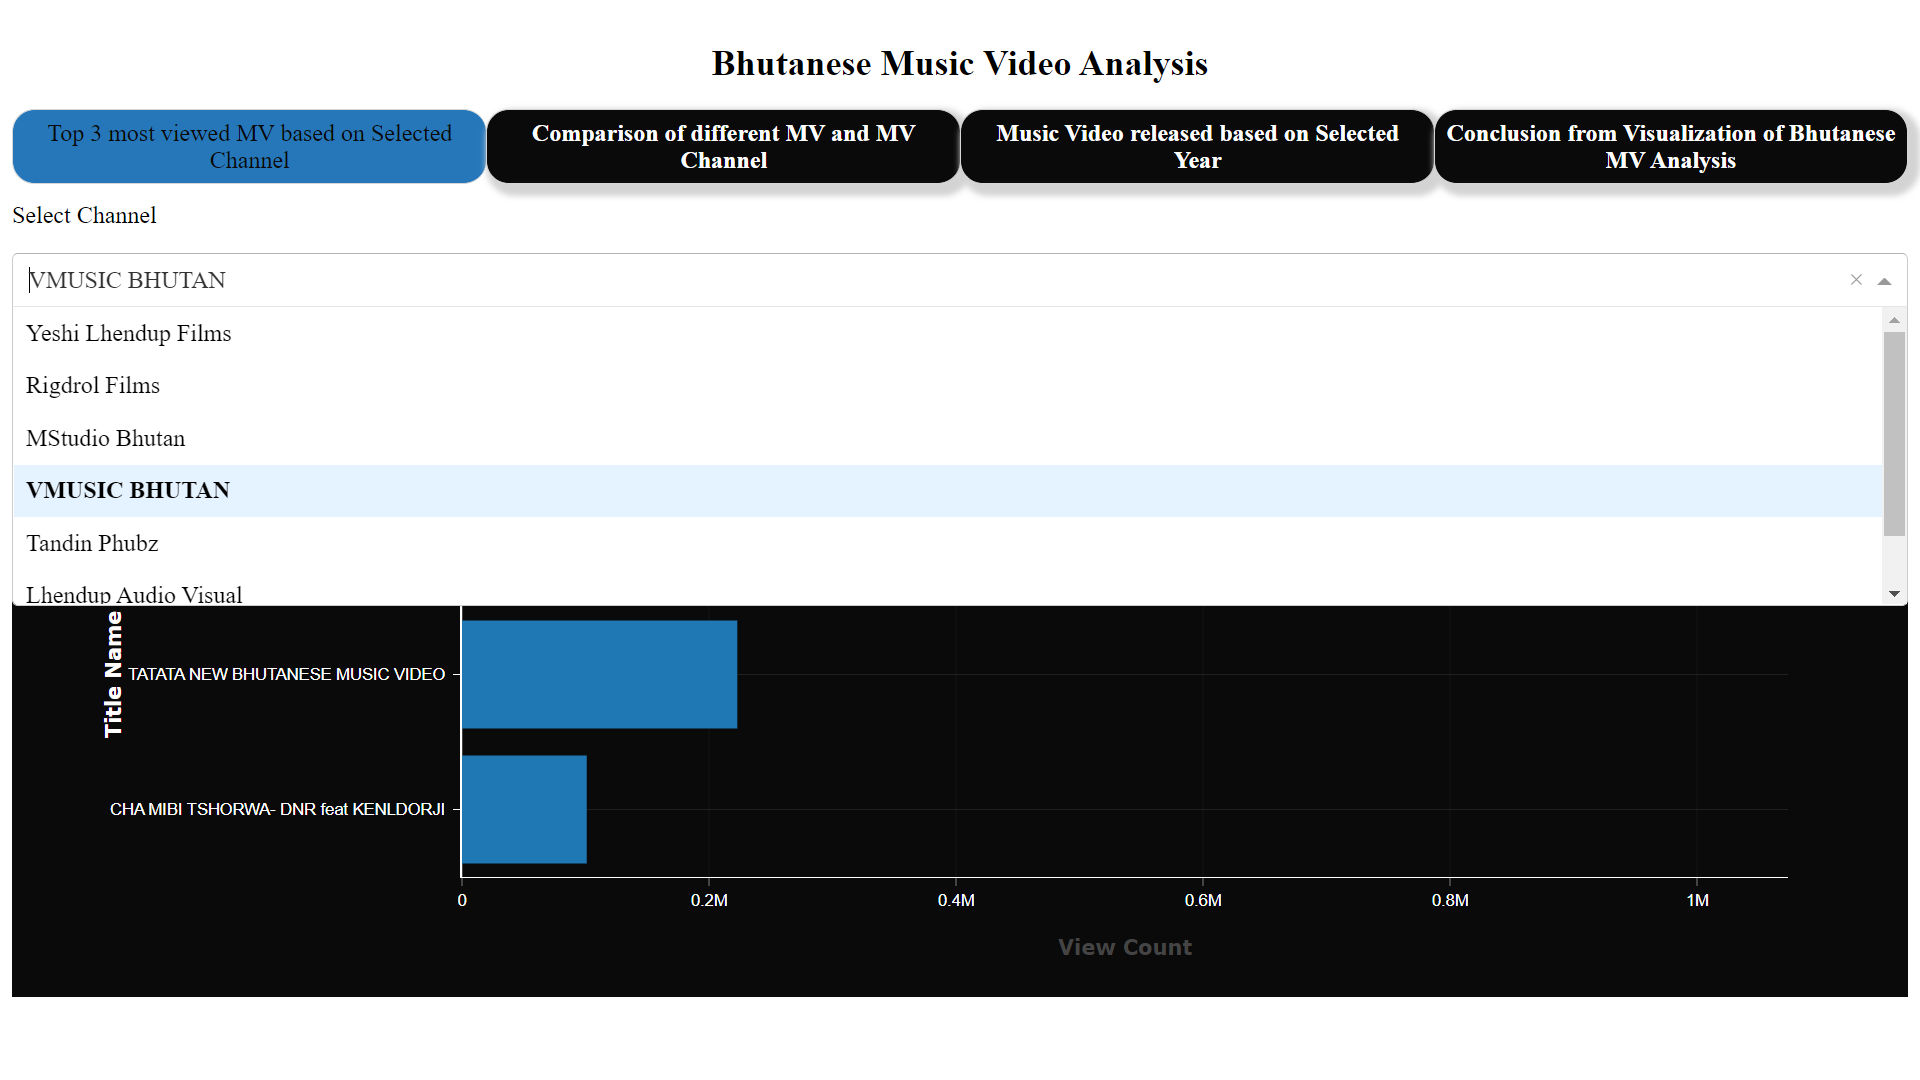 Bhutanese Music Video Analysis
Top 3 most viewed MV based on Selected
Channel
Comparison of different MV and MV
Channel
Music Video released based on Selected
Year
Conclusion from Visualization of Bhutanese
MV Analysis
Select Channel
VMUSIC BHUTAN
Yeshi Lhendup Films
Rigdrol Films
MStudio Bhutan
VMUSIC BHUTAN
Tandin Phubz
Lhendup Audio Visual
Title Name
TATATA NEW BHUTANESE MUSIC VIDEO
CHA MIBI TSHORWA- DNR feat KENLDORJI
0 0.2M 0.4M 0.6M 0.8M 1M
View Count